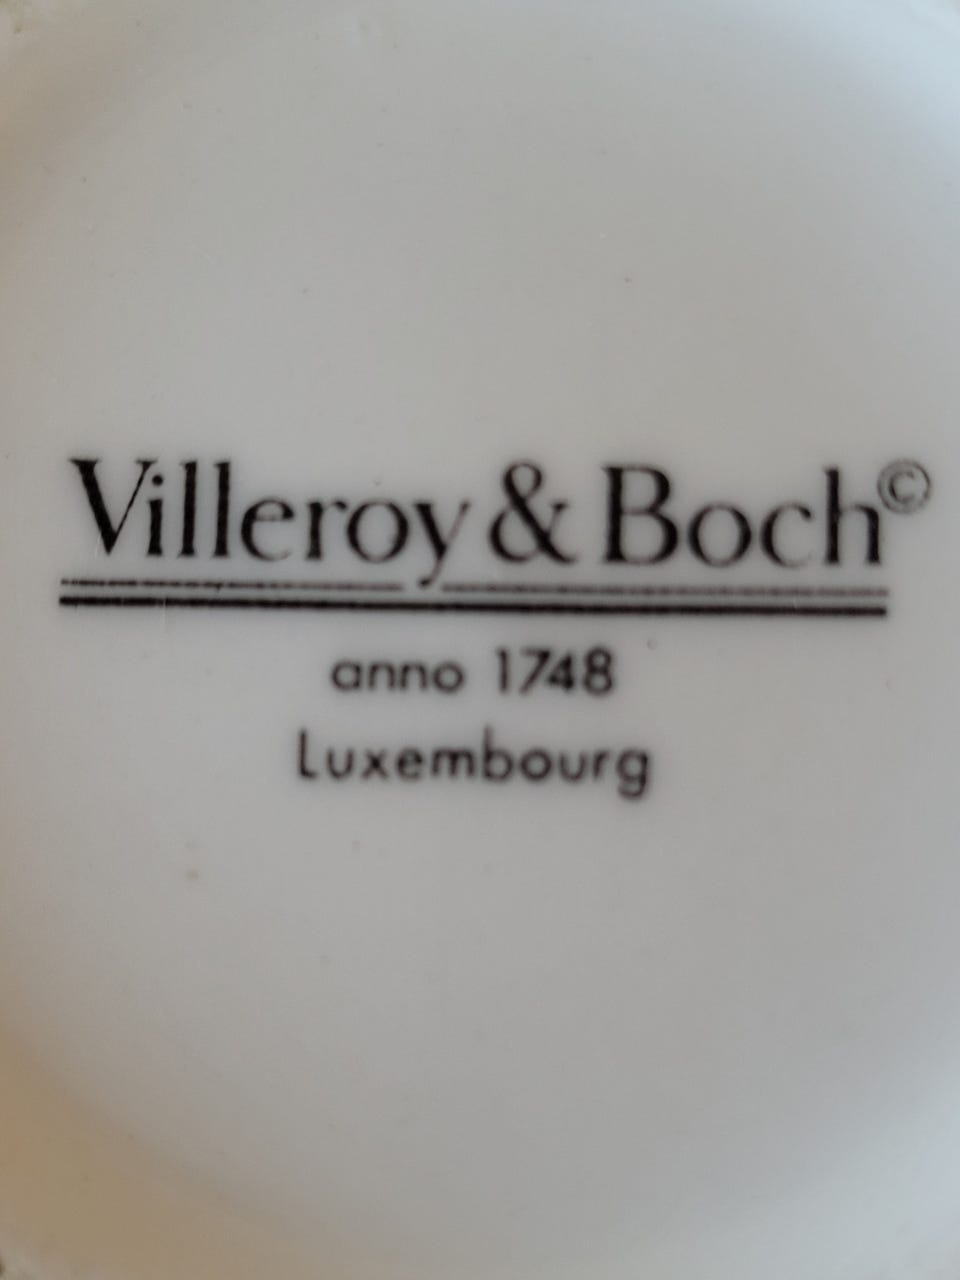 Villeroy & Boch©
anno 1748
Luxembourg